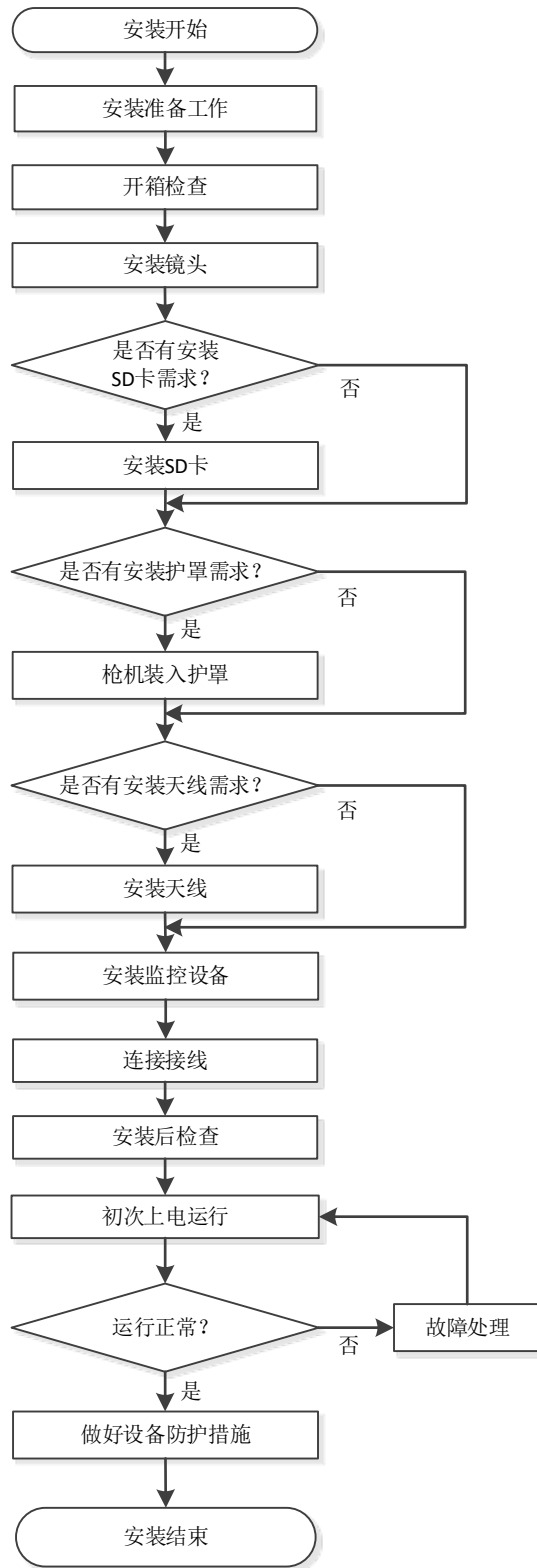 安装开始
安装准备工作
开箱检查
安装镜头
是否有安装
SD卡需求？
否
是
安装SD卡
是否有安装护罩需求？
否
是
枪机装入护罩
是否有安装天线需求？
否
是
安装天线
安装监控设备
连接接线
安装后检查
初次上电运行
运行正常？
否
故障处理
是
做好设备防护措施
安装结束